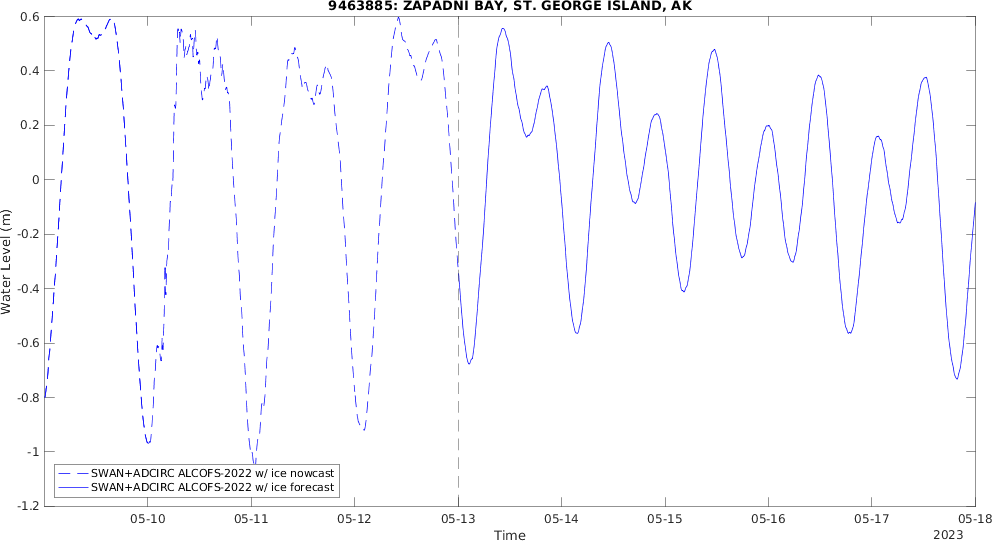 9463885: ZAPADNI BAY, ST. GEORGE ISLAND, AK
0.6
0.4
0.2
0
-0.2
-0.4
-0.6
-0.8
-1
-1.2
Water Level (m)
SWAN+ADCIRC ALCOFS-2022 w/ ice nowcast
SWAN+ADCIRC ALCOFS-2022 w/ ice forecast
05-10 05-11 05-12 05-13 05-14 05-15 05-16 05-17 05-18
Time
2023